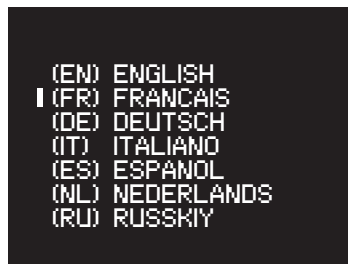 (EN) ENGLISH
(FR) FRANCAIS
(DE) DEUTSCH
(IT) ITALIANO
(ES) ESPANOL
(NL) NEDERLANDS
(RU) RUSSKIY